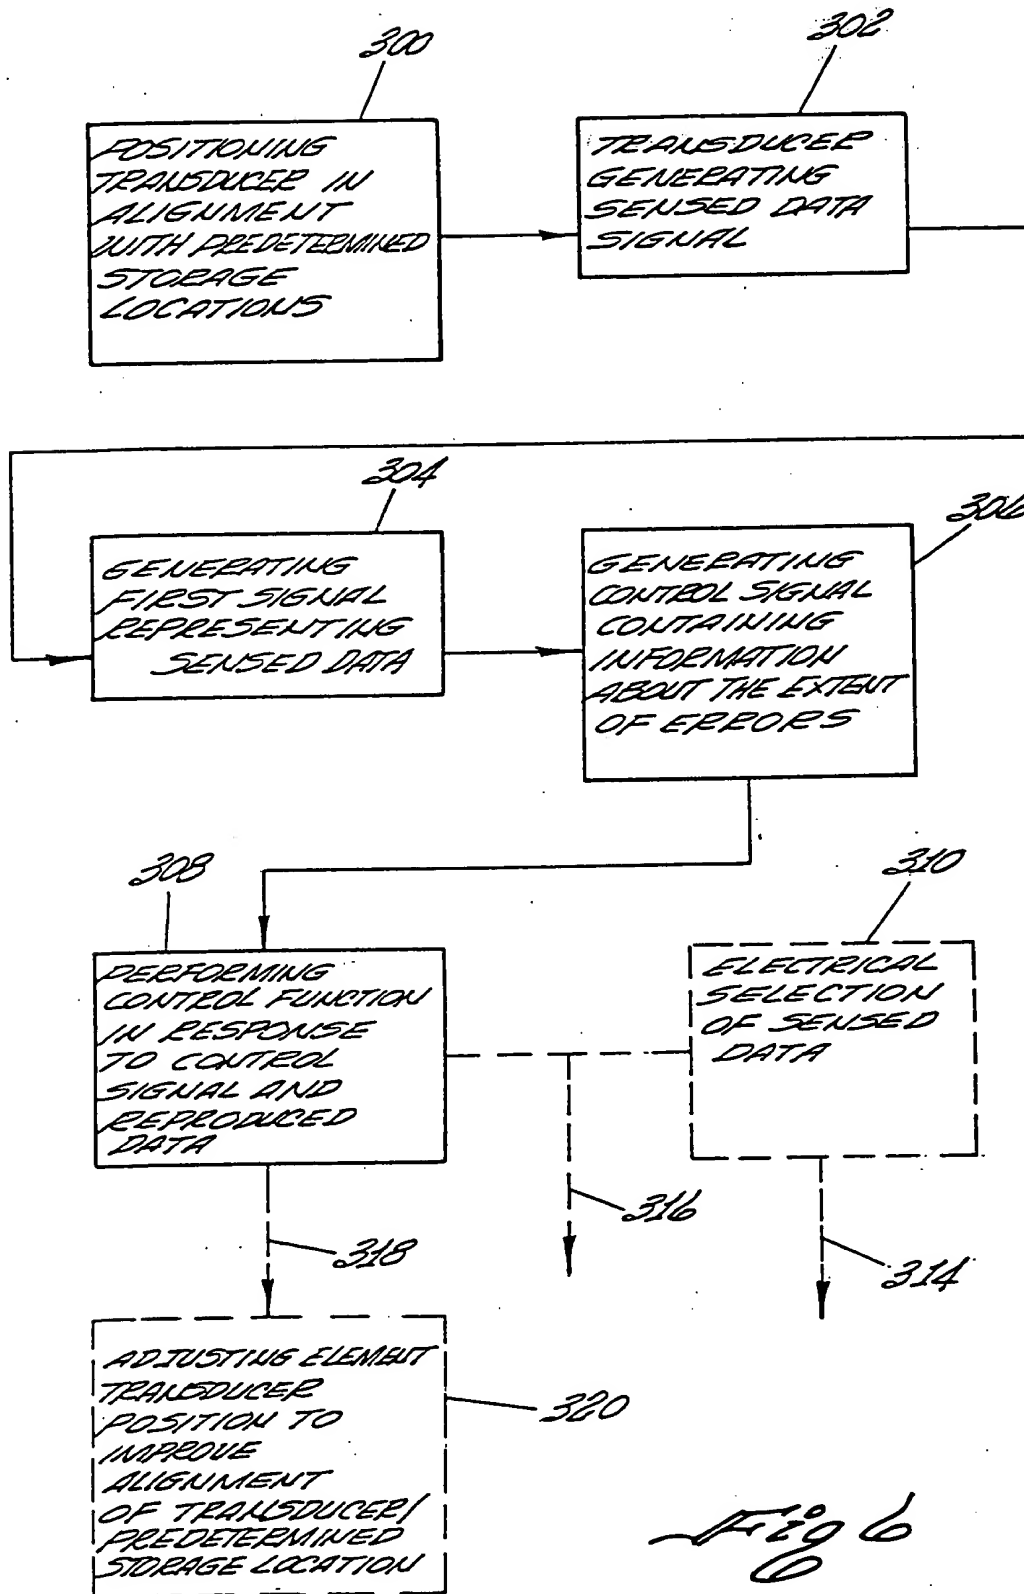 300
302
POSITIONING
TRANSDUCER IN
ALIGNMENT
WITH PREDETERMINED
STORAGE
LOCATIONS
TRANSDUCER
GENERATING
SENSED DATA
SIGNAL
304
306
GENERATING
FIRST SIGNAL
REPRESENTING
SENSED DATA
GENERATING
CONTROL SIGNAL
CONTAINING
INFORMATION
ABOUT THE EXTENT
OF ERRORS
308
310
PERFORMING
CONTROL FUNCTION
IN RESPONSE
TO CONTROL
SIGNAL AND
REPRODUCED
DATA
ELECTRICAL
SELECTION
OF SENSED
DATA
316
318
314
ADJUSTING ELEMENT
TRANSDUCER
POSITION TO
IMPROVE
ALIGNMENT
OF TRANSDUCER/
PREDETERMINED
STORAGE LOCATION
320
Fig 6